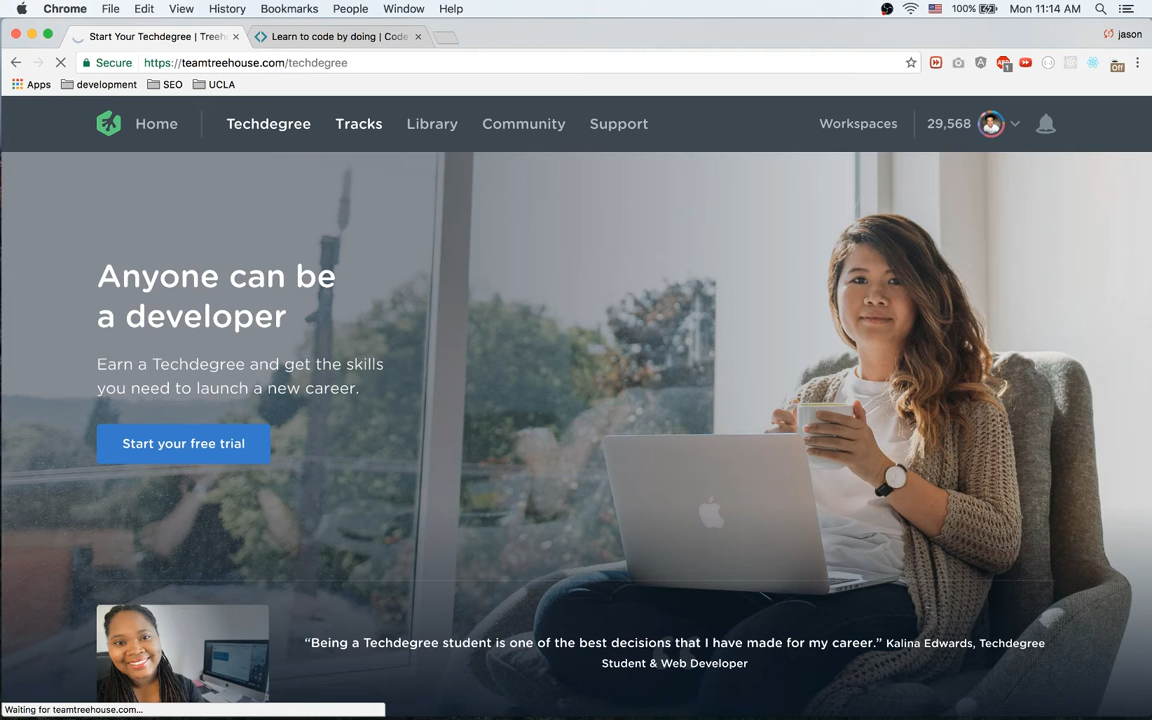 Chrome File Edit View History Bookmarks People Window Help 100% Mon 11:14 AM
Start Your Techdegree | Treeh Learn to code by doing | Code jason
Secure https://teamtreehouse.com/techdegree
Apps development SEO UCLA
Home Techdegree Tracks Library Community Support Workspaces 29,568
Anyone can be
a developer
Earn a Techdegree and get the skills
you need to launch a new career.
Start your free trial
“Being a Techdegree student is one of the best decisions that I have made for my career.” Kalina Edwards, Techdegree
Student & Web Developer
Waiting for teamtreehouse.com...